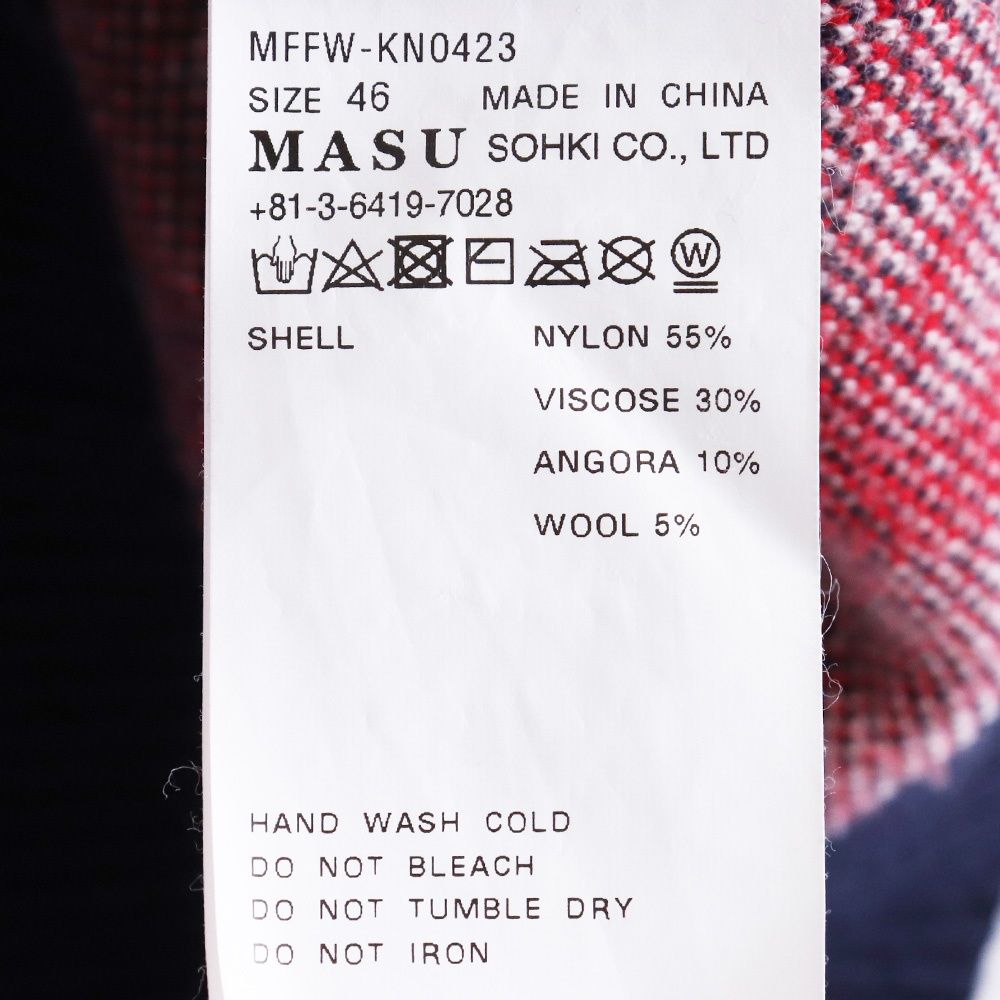 MFFW-KN0423
SIZE 46 MADE IN CHINA
MASU SOHKI CO., LTD
+81-3-6419-7028
W
SHELL NYLON 55%
VISCOSE 30%
ANGORA 10%
WOOL 5%
HAND WASH COLD
DO NOT BLEACH
DO NOT TUMBLE DRY
DO NOT IRON